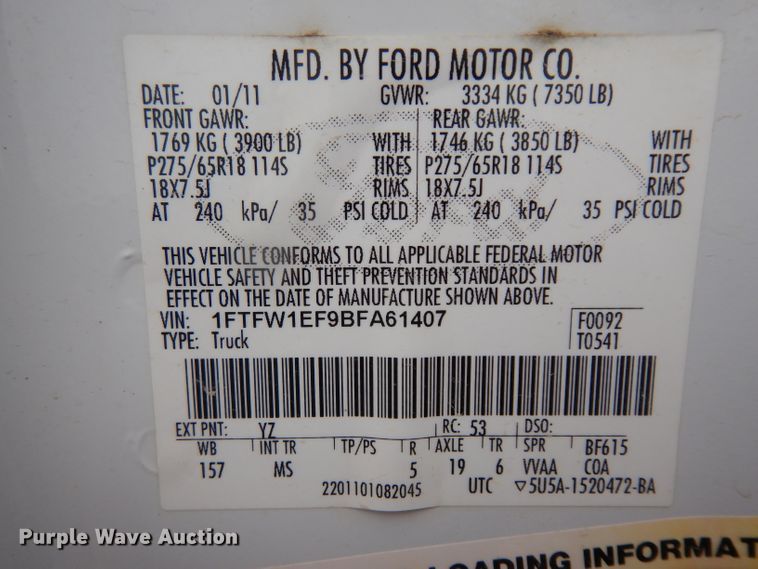 MFD. BY FORD MOTOR CO.
DATE: 01/11 GVWR: 3334 KG ( 7350 LB)
FRONT GAWR: REAR GAWR:
1769 KG ( 3900 LB) WITH 1746 KG ( 3850 LB) WITH
P275/65R18 114S TIRES P275/65R18 114S TIRES
18X7.5J RIMS 18X7.5J RIMS
AT 240 kPa/ 35 PSI COLD AT 240 kPa/ 35 PSI COLD
THIS VEHICLE CONFORMS TO ALL APPLICABLE FEDERAL MOTOR
VEHICLE SAFETY AND THEFT PREVENTION STANDARDS IN
EFFECT ON THE DATE OF MANUFACTURE SHOWN ABOVE.
VIN: 1FTFW1EF9BFA61407 F0092
TYPE: Truck T0541
EXT PNT: YZ RC: 53 DSO:
WB INT TR TP/PS R AXLE TR SPR BF615
157 MS 5 19 6 VVAA COA
2201101082045 UTC ▽5U5A-1520472-BA
Purple Wave Auction
OADING INFORMAT